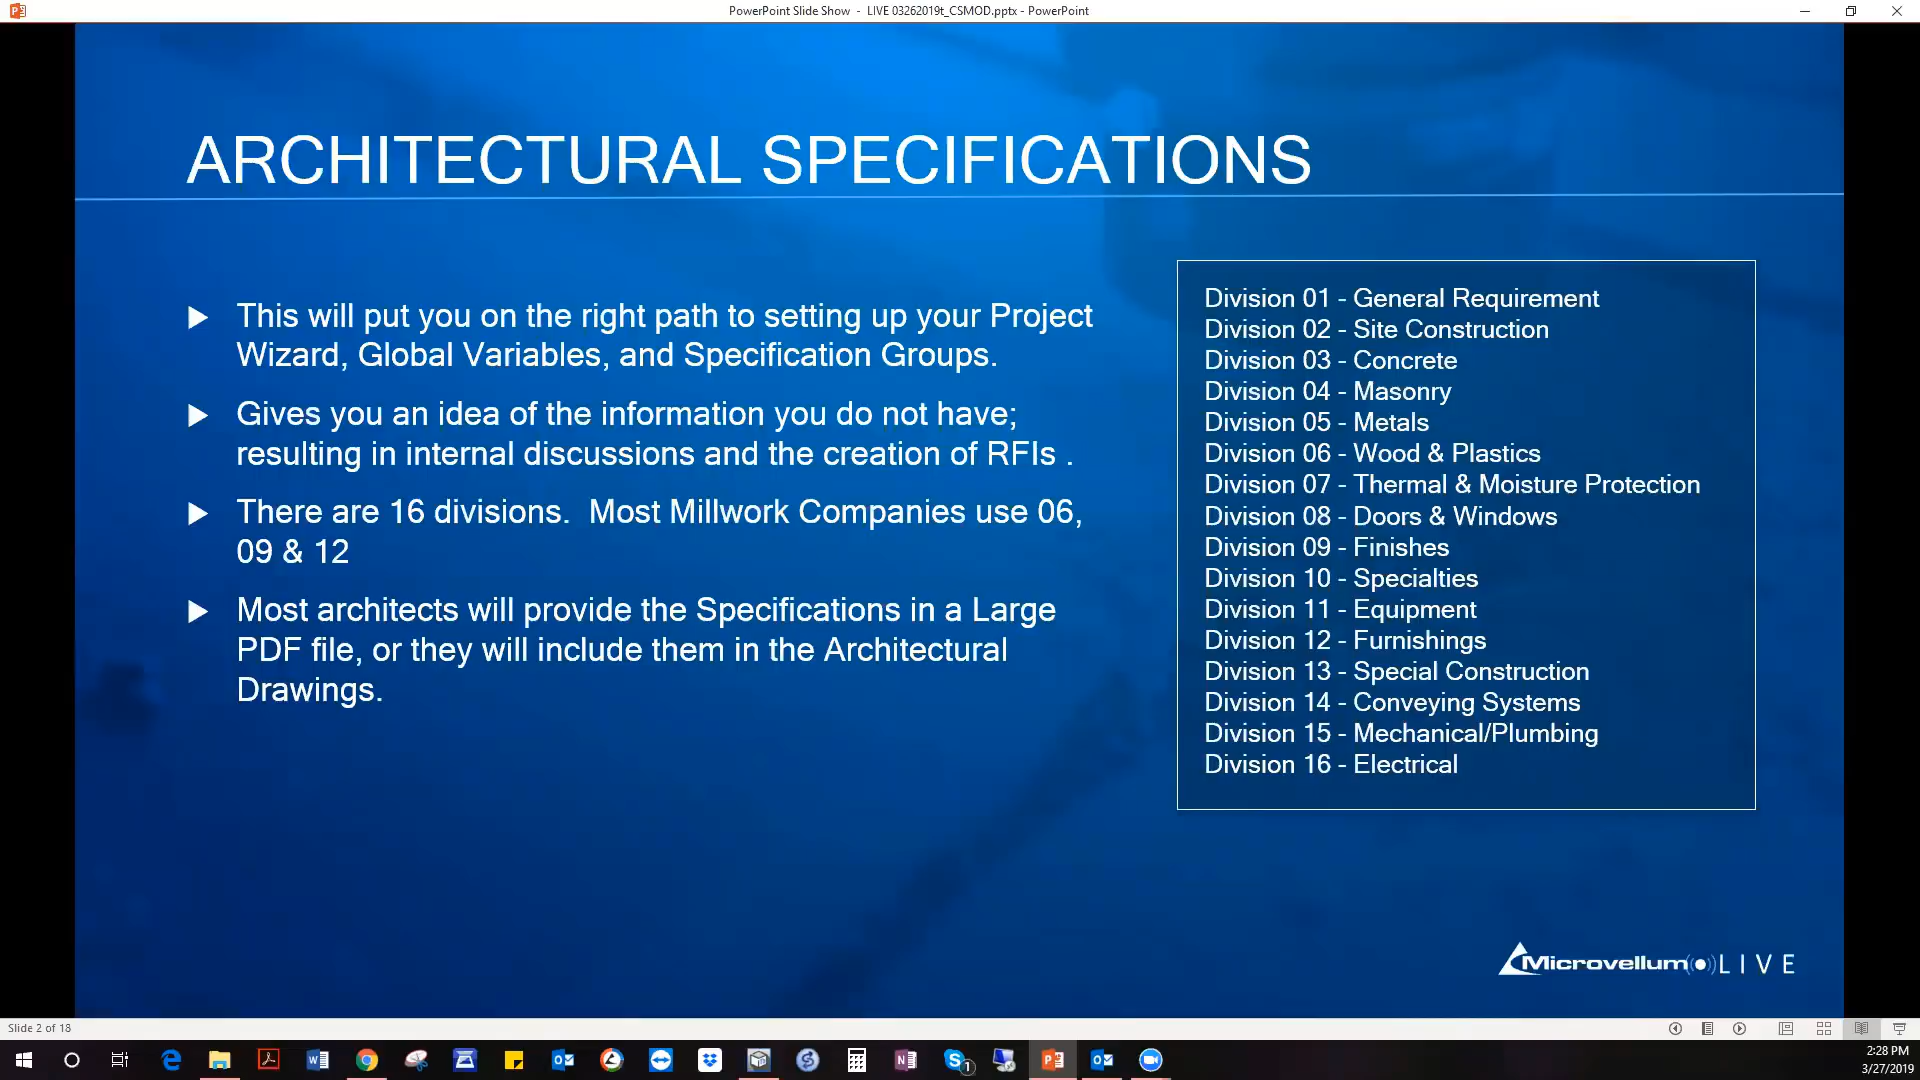 PowerPoint Slide Show - LIVE 03262019t_CSMOD.pptx - PowerPoint
ARCHITECTURAL SPECIFICATIONS
This will put you on the right path to setting up your Project
Wizard, Global Variables, and Specification Groups.
Gives you an idea of the information you do not have;
resulting in internal discussions and the creation of RFIs .
There are 16 divisions.  Most Millwork Companies use 06,
09 & 12
Most architects will provide the Specifications in a Large
PDF file, or they will include them in the Architectural
Drawings.
Division 01 - General Requirement
Division 02 - Site Construction
Division 03 - Concrete
Division 04 - Masonry
Division 05 - Metals
Division 06 - Wood & Plastics
Division 07 - Thermal & Moisture Protection
Division 08 - Doors & Windows
Division 09 - Finishes
Division 10 - Specialties
Division 11 - Equipment
Division 12 - Furnishings
Division 13 - Special Construction
Division 14 - Conveying Systems
Division 15 - Mechanical/Plumbing
Division 16 - Electrical
Microvellum LIVE
Slide 2 of 18
2:28 PM
3/27/2019